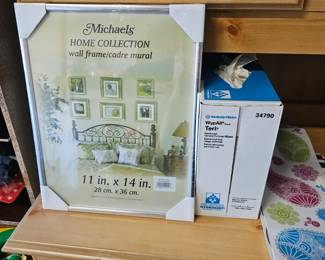 Michaels
HOME COLLECTION
wall frame/cadre mural
11 in. x 14 in.
28 cm. x 36 cm.
34790
WypAll
Teri